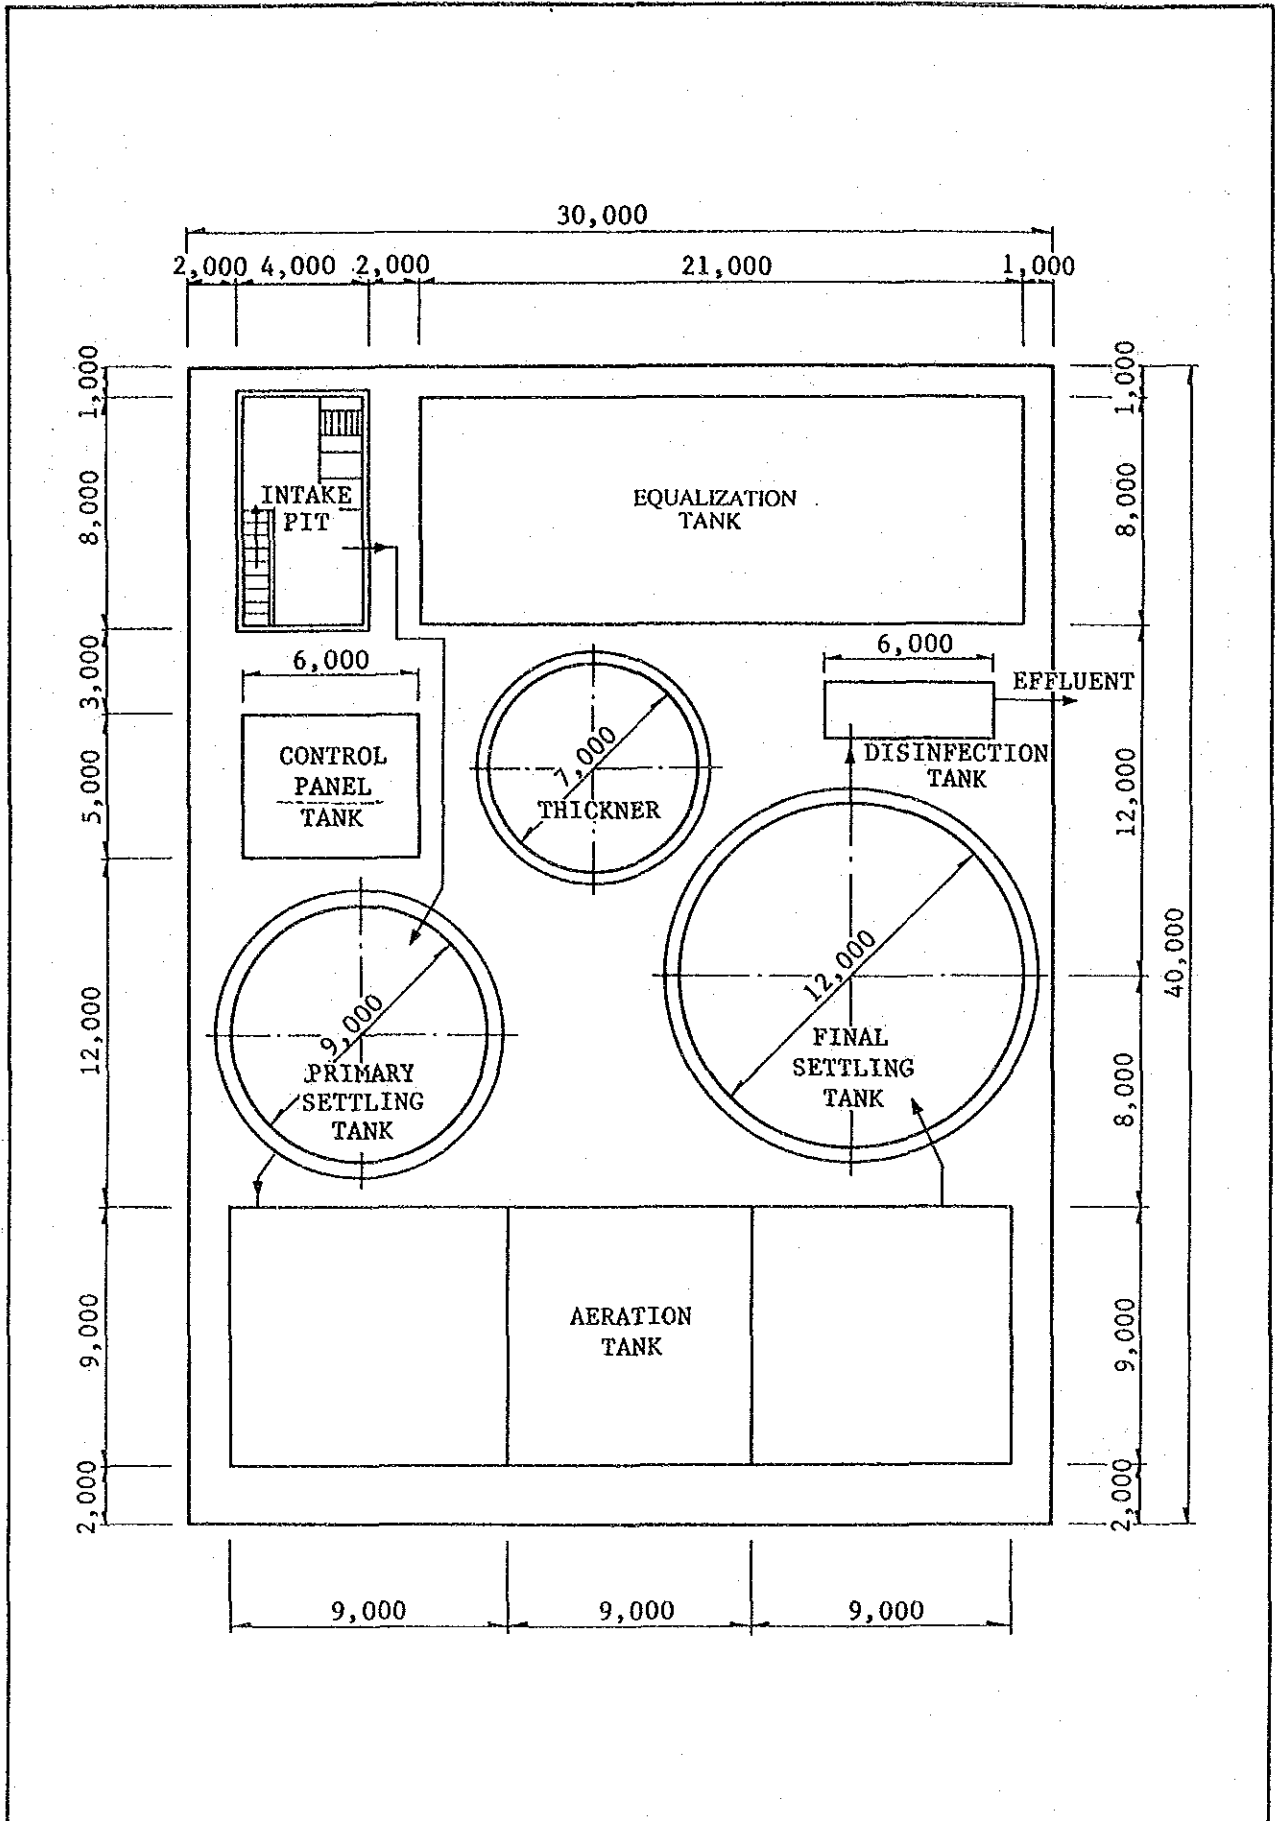 30,000
2,000 4,000 2,000 21,000 1,000
1,000
8,000
3,000
5,000
12,000
9,000
2,000
INTAKE
PIT
EQUALIZATION
TANK
6,000
CONTROL
PANEL
TANK
7,000
THICKNER
6,000
EFFLUENT
DISINFECTION
TANK
9,000
PRIMARY
SETTLING
TANK
12,000
FINAL
SETTLING
TANK
AERATION
TANK
1,000
8,000
12,000
8,000
9,000
2,000
40,000
9,000 9,000 9,000